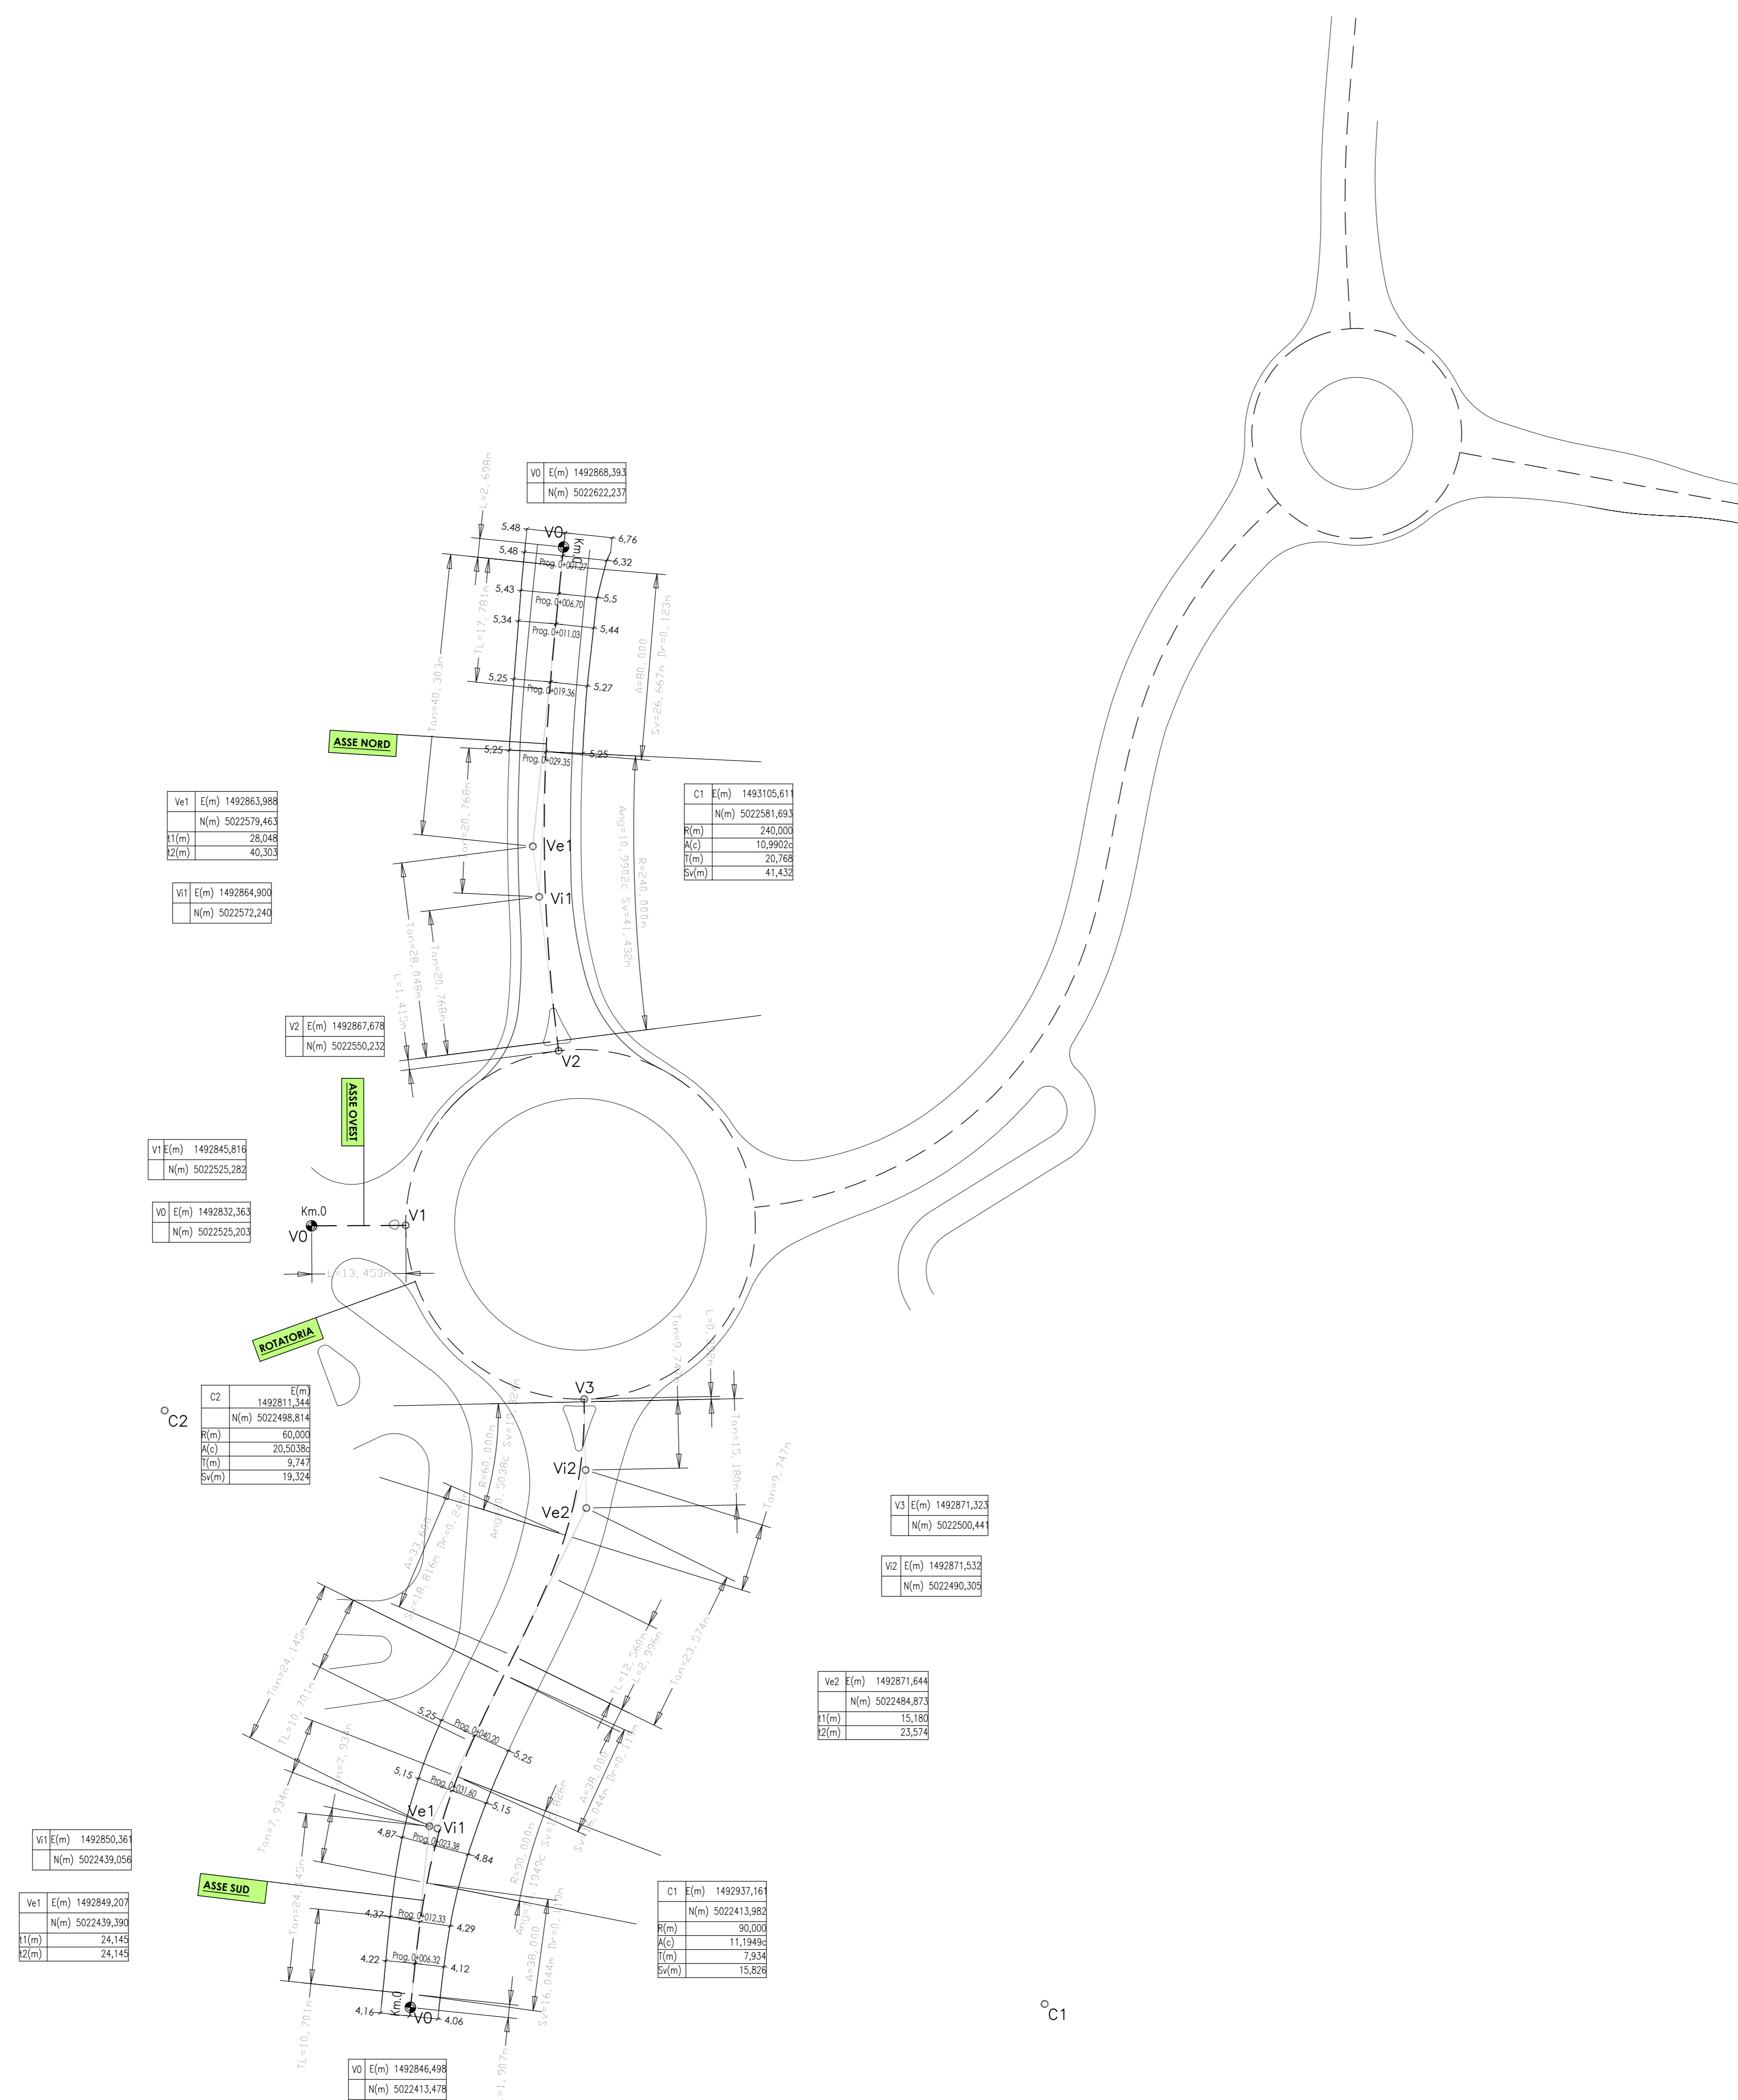 V0 E(m) 1492868,393
N(m) 5022622,237
L=2,698m
V0
Km.0
5,48
6,76
5,48
6,32
Prog. 0+001.27
5,43
5,5
Prog. 0+006.70
5,34
5,44
Prog. 0+011.03
5,25
5,27
Prog. 0+019.36
5,25
5,25
Prog. 0+029.35
TL=17,781m
Tan=40,303m
A=80,000
Sv=26,667m Dr=0,123m
ASSE NORD
Tan=20,768m
Ve1 E(m) 1492863,988
N(m) 5022579,463
t1(m) 28,048
t2(m) 40,303
C1 E(m) 1493105,611
N(m) 5022581,693
R(m) 240,000
A(c) 10,9902c
T(m) 20,768
Sv(m) 41,432
Ve1
Vi1
Vi1 E(m) 1492864,900
N(m) 5022572,240
R=240,000m
Ang=10,9902c Sv=41,432m
Tan=28,048m
Tan=20,768m
L=1,415m
V2 E(m) 1492867,678
N(m) 5022550,232
V2
ASSE OVEST
V1 E(m) 1492845,816
N(m) 5022525,282
V0 E(m) 1492832,363
N(m) 5022525,203
Km.0
V0
V1
L=13,453m
ROTATORIA
C2
C2 E(m)
1492811,344
N(m) 5022498,814
R(m) 60,000
A(c) 20,5038c
T(m) 9,747
Sv(m) 19,324
V3
Tan=15,180m
Tan=9,747m
R=60,000m
Vi2
Ve2
A=33,600
V3 E(m) 1492871,323
N(m) 5022500,441
Vi2 E(m) 1492871,532
N(m) 5022490,305
Tan=24,145m
TL=10,701m
TL=12,560m
L=2,996m
Tan=23,574m
Ve2 E(m) 1492871,644
N(m) 5022484,873
t1(m) 15,180
t2(m) 23,574
5,25
Prog. 0+040.20
5,25
5,15
Prog. 0+031.60
5,15
A=38,000
Tan=7,934m
Ve1
Vi1
4,87
Prog. 0+023.38
4,84
Vi1 E(m) 1492850,361
N(m) 5022439,056
R=90,000m
ASSE SUD
Ve1 E(m) 1492849,207
N(m) 5022439,390
t1(m) 24,145
t2(m) 24,145
C1 E(m) 1492937,161
N(m) 5022413,982
R(m) 90,000
A(c) 11,1949c
T(m) 7,934
Sv(m) 15,826
4,37
Prog. 0+012.33
4,29
4,22
Prog. 0+006.32
4,12
A=38,000
TL=10,701m
4,16
Km.0
V0
4,06
C1
V0 E(m) 1492846,498
N(m) 5022413,478